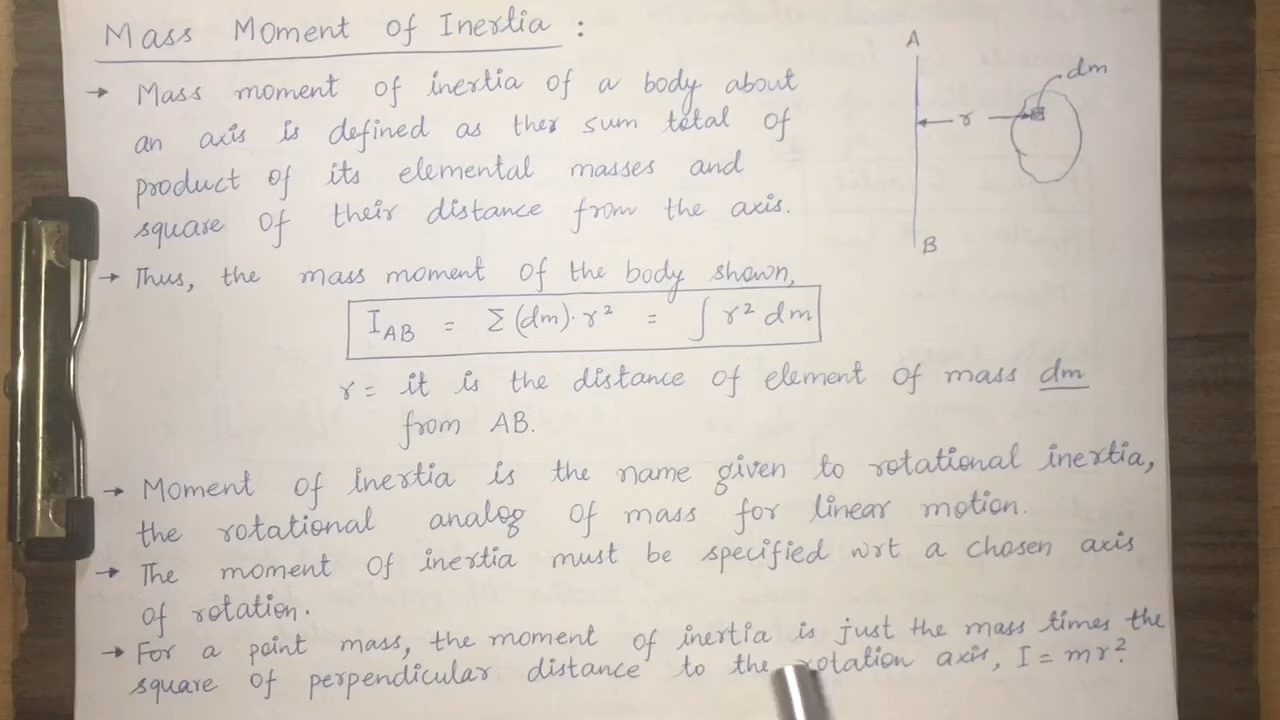 Mass Moment of Inertia :
→ Mass moment of inertia of a body about
an axis is defined as the sum total of
product of its elemental masses and
square of their distance from the axis.
→ Thus, the mass moment of the body shown,
I_AB = Σ(dm)·r² = ∫ r² dm
r = it is the distance of element of mass dm
from AB.
→ Moment of inertia is the name given to rotational inertia,
the rotational analog of mass for linear motion.
→ The moment of inertia must be specified wrt a chosen axis
of rotation.
→ For a point mass, the moment of inertia is just the mass times the
square of perpendicular distance to the rotation axis, I = mr².
A
dm
r
B